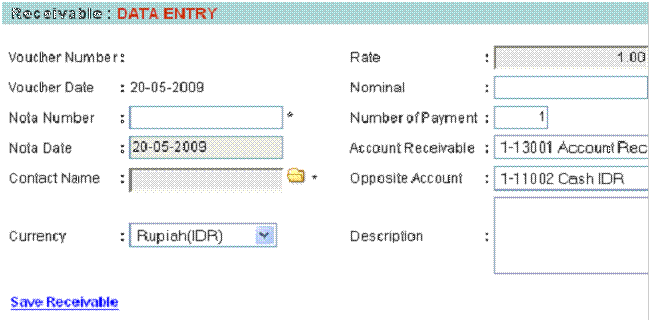 Receivable : DATA ENTRY
Voucher Number :
Rate : 1.00
Voucher Date : 20-05-2009
Nominal :
Nota Number : *
Number of Payment : 1
Nota Date : 20-05-2009
Account Receivable : 1-13001 Account Rec
Contact Name : *
Opposite Account : 1-11002 Cash IDR
Currency : Rupiah(IDR)
Description :
Save Receivable